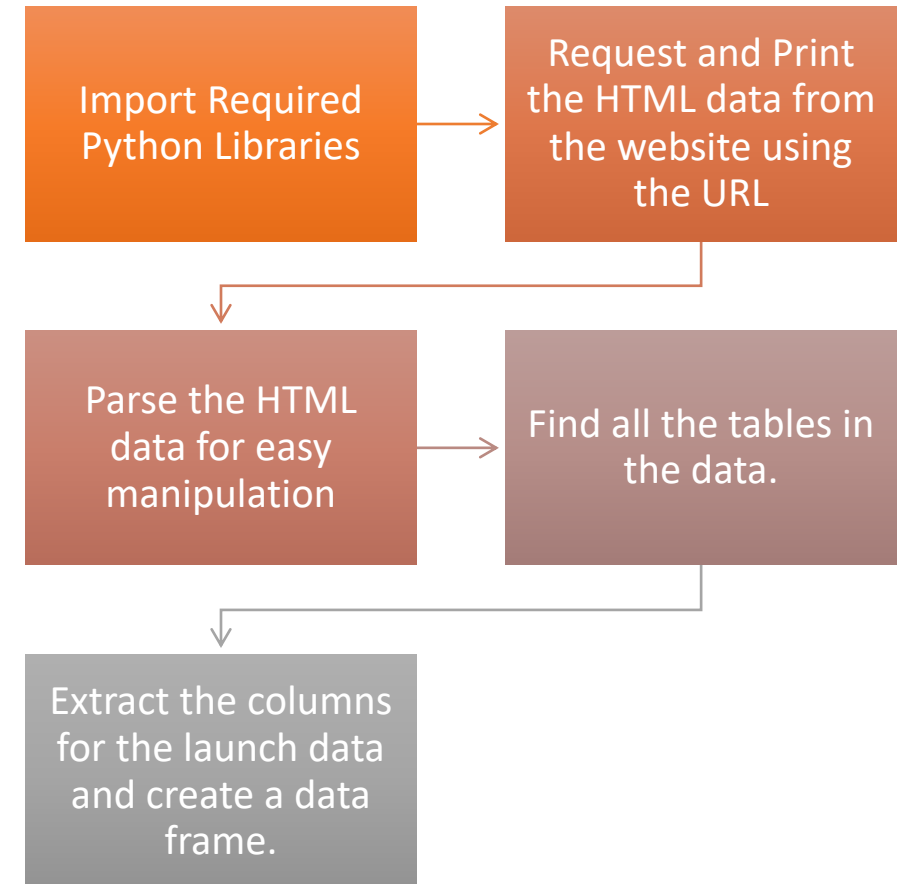 Import Required
Python Libraries
Request and Print
the HTML data from
the website using
the URL
Parse the HTML
data for easy
manipulation
Find all the tables in
the data.
Extract the columns
for the launch data
and create a data
frame.